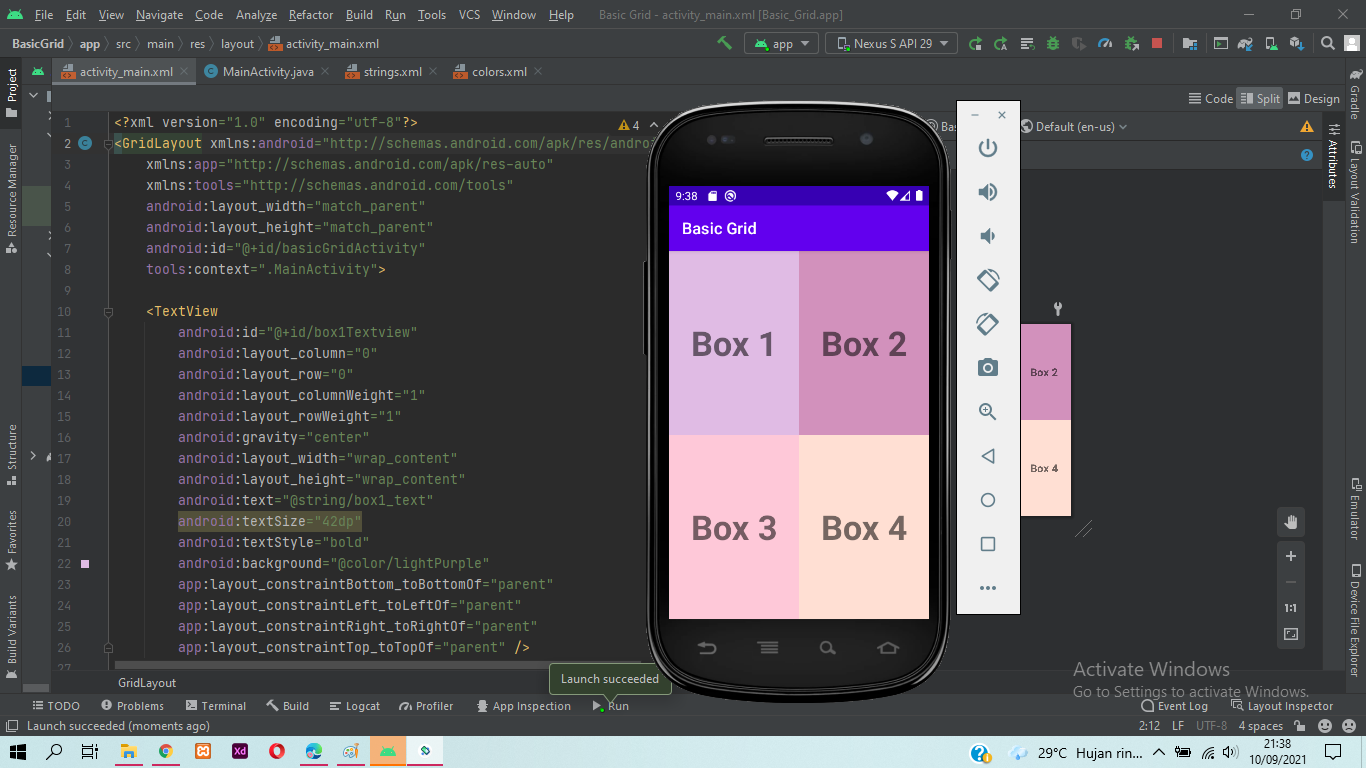 File Edit View Navigate Code Analyze Refactor Build Run Tools VCS Window Help Basic Grid - activity_main.xml [Basic_Grid.app]
BasicGrid app src main res layout activity_main.xml
app Nexus S API 29
activity_main.xml MainActivity.java strings.xml colors.xml
Code Split Design
Project
Resource Manager
Structure
Favorites
Build Variants
1 <?xml version="1.0" encoding="utf-8"?>
2 <GridLayout xmlns:android="http://schemas.android.com/apk/res/andro
3 xmlns:app="http://schemas.android.com/apk/res-auto"
4 xmlns:tools="http://schemas.android.com/tools"
5 android:layout_width="match_parent"
6 android:layout_height="match_parent"
7 android:id="@+id/basicGridActivity"
8 tools:context=".MainActivity">
9
10 <TextView
11 android:id="@+id/box1Textview"
12 android:layout_column="0"
13 android:layout_row="0"
14 android:layout_columnWeight="1"
15 android:layout_rowWeight="1"
16 android:gravity="center"
17 android:layout_width="wrap_content"
18 android:layout_height="wrap_content"
19 android:text="@string/box1_text"
20 android:textSize="42dp"
21 android:textStyle="bold"
22 android:background="@color/lightPurple"
23 app:layout_constraintBottom_toBottomOf="parent"
24 app:layout_constraintLeft_toLeftOf="parent"
25 app:layout_constraintRight_toRightOf="parent"
26 app:layout_constraintTop_toTopOf="parent" />
27
4
GridLayout
9:38
Basic Grid
Box 1 Box 2
Box 3 Box 4
Bas
Default (en-us)
Box 2
Box 4
1:1
Gradle
Attributes
Layout Validation
Emulator
Device File Explorer
Activate Windows
Go to Settings to activate Windows.
Launch succeeded
TODO Problems Terminal Build Logcat Profiler App Inspection Run Event Log Layout Inspector
Launch succeeded (moments ago) 2:12 LF UTF-8 4 spaces
Xd 29°C Hujan rin... 21:38
10/09/2021